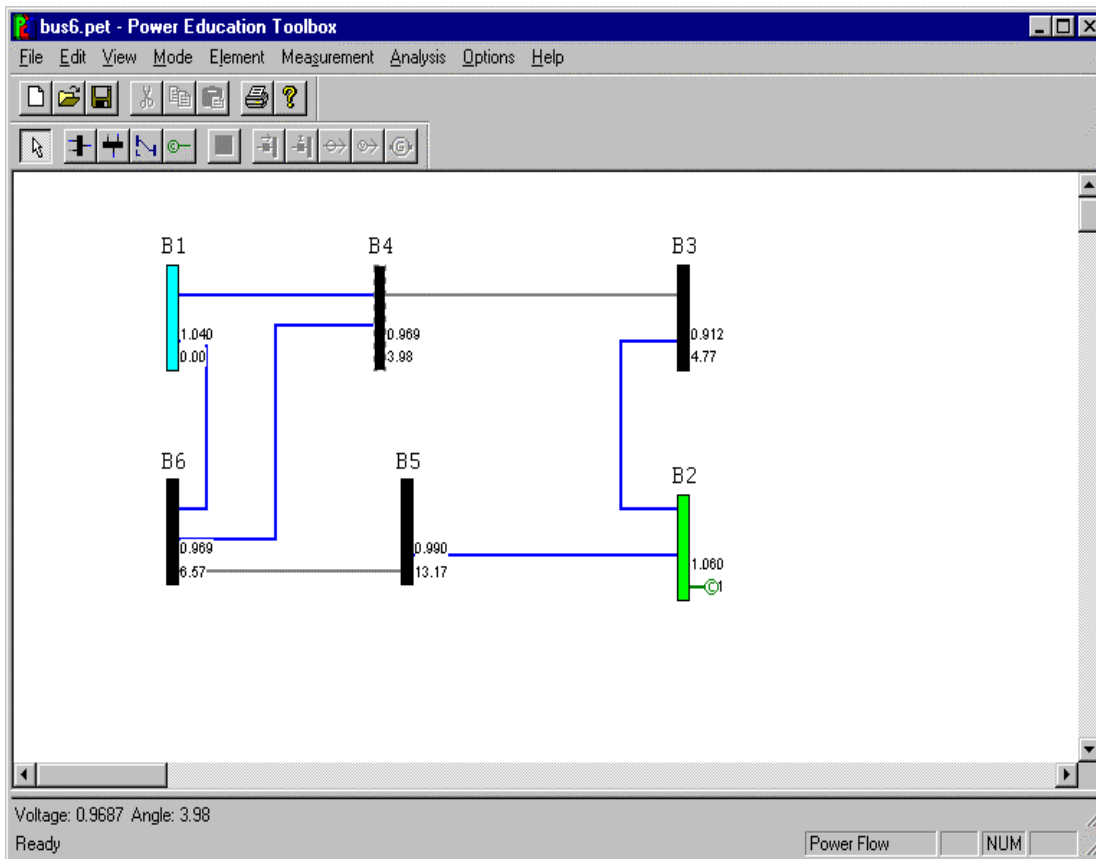 bus6.pet - Power Education Toolbox
File Edit View Mode Element Measurement Analysis Options Help
B1
B4
B3
1.040
0.00
0.969
3.98
0.912
4.77
B6
B5
B2
0.969
6.57
0.990
13.17
1.060
C 1
Voltage: 0.9687 Angle: 3.98
Ready
Power Flow
NUM